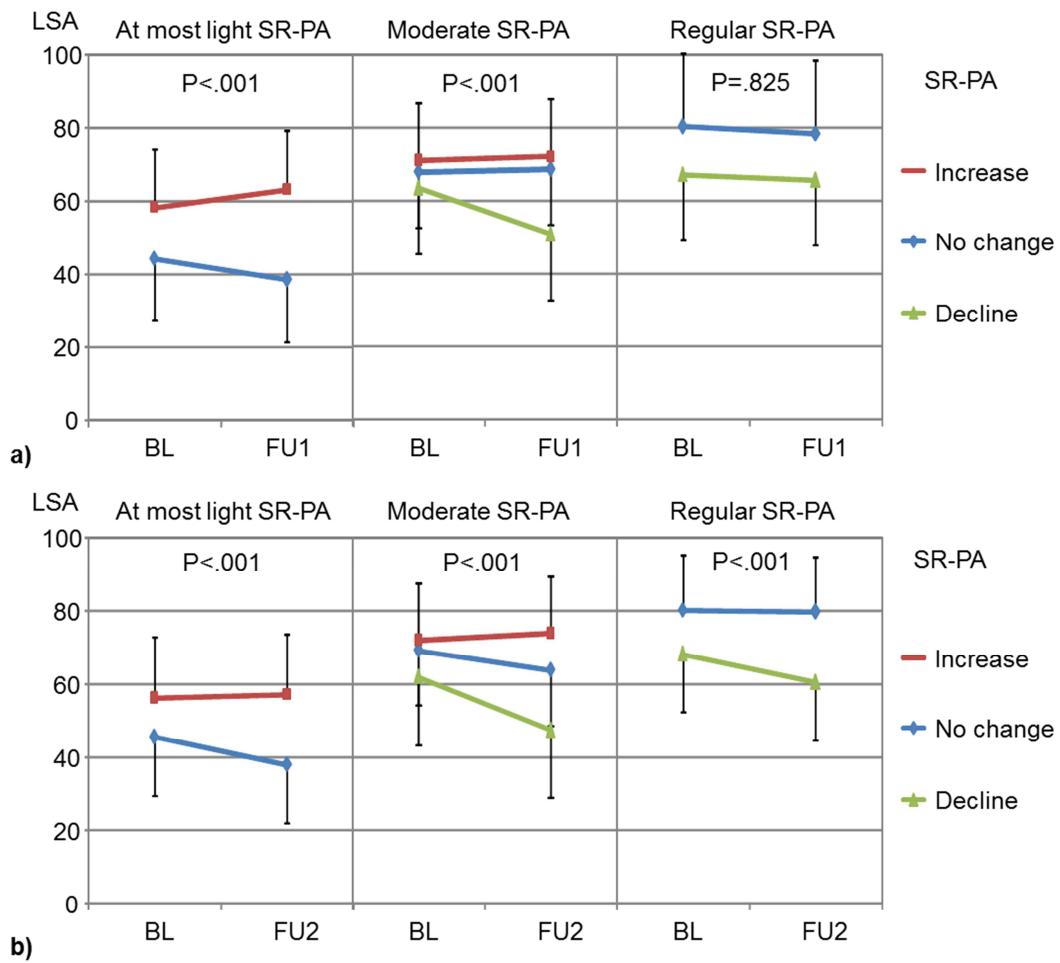 LSA
At most light SR-PA Moderate SR-PA Regular SR-PA
100
80
60
40
20
0
P<.001 P<.001 P=.825
SR-PA
Increase
No change
Decline
BL FU1 BL FU1 BL FU1
a)
LSA
At most light SR-PA Moderate SR-PA Regular SR-PA
100
80
60
40
20
0
P<.001 P<.001 P<.001
SR-PA
Increase
No change
Decline
BL FU2 BL FU2 BL FU2
b)